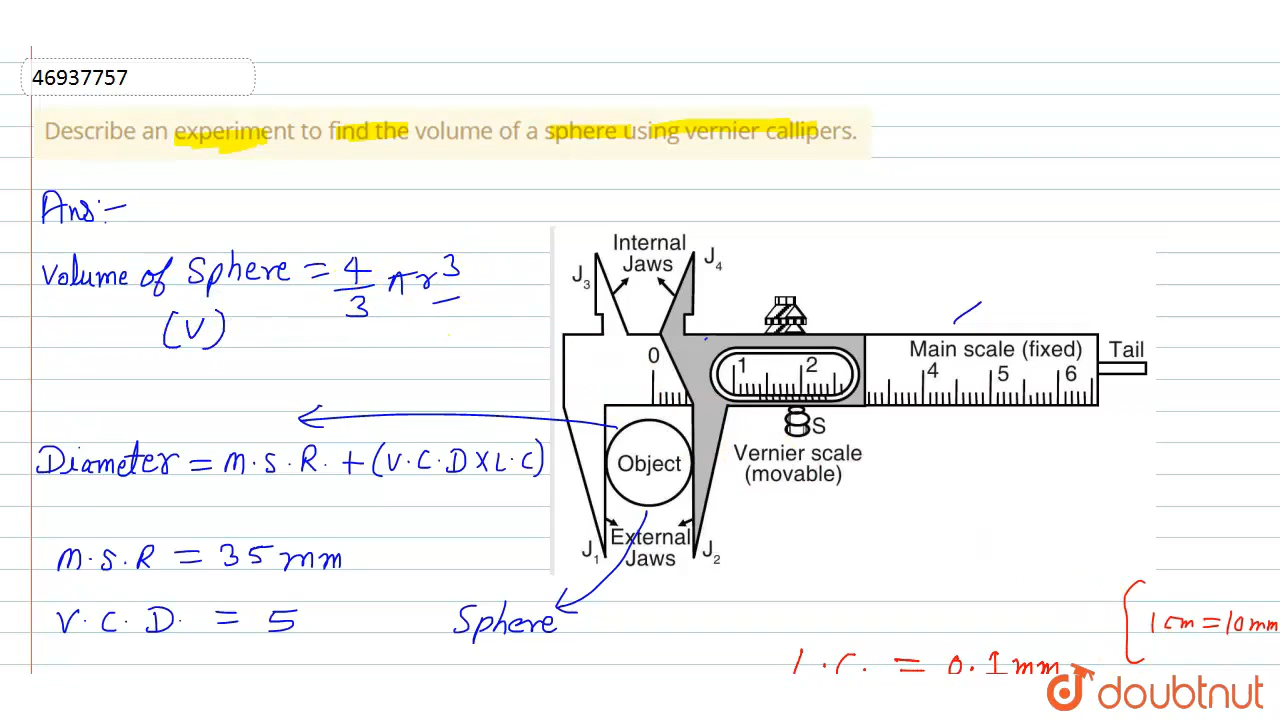 46937757
Describe an experiment to find the volume of a sphere using vernier callipers.
Ans:-
Volume of Sphere = 4/3 πr³
(V)
Internal
Jaws
J₃
J₄
0
1 2
Main scale (fixed)
4 5 6
Tail
S
Vernier scale
(movable)
Object
External
Jaws
J₁
J₂
Diameter = M.S.R. + (V.C.D X L.C)
M.S.R = 35 mm
V.C.D. = 5
Sphere
1 cm = 10 mm
L.C. = 0.1 mm
doubtnut